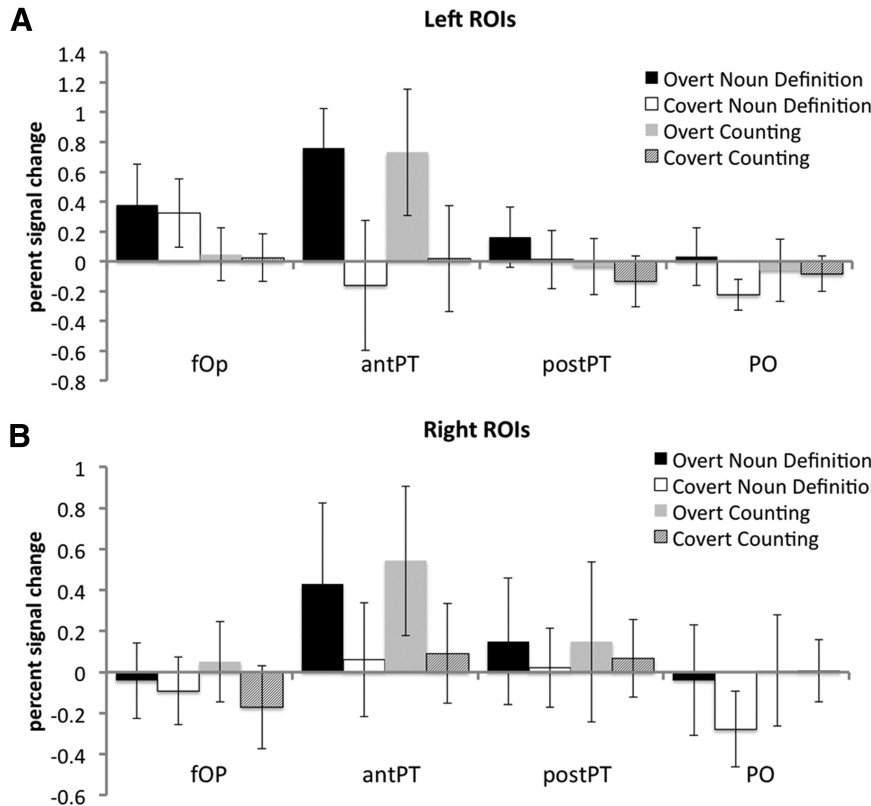 A
Left ROIs
perent signal change
1.4
1.2
1
0.8
0.6
0.4
0.2
0
-0.2
-0.4
-0.6
-0.8
Overt Noun Definition
Covert Noun Definition
Overt Counting
Covert Counting
fOp antPT postPT PO
B
Right ROIs
percent signal change
1
0.8
0.6
0.4
0.2
0
-0.2
-0.4
-0.6
Overt Noun Definition
Covert Noun Definitio
Overt Counting
Covert Counting
fOP antPT postPT PO